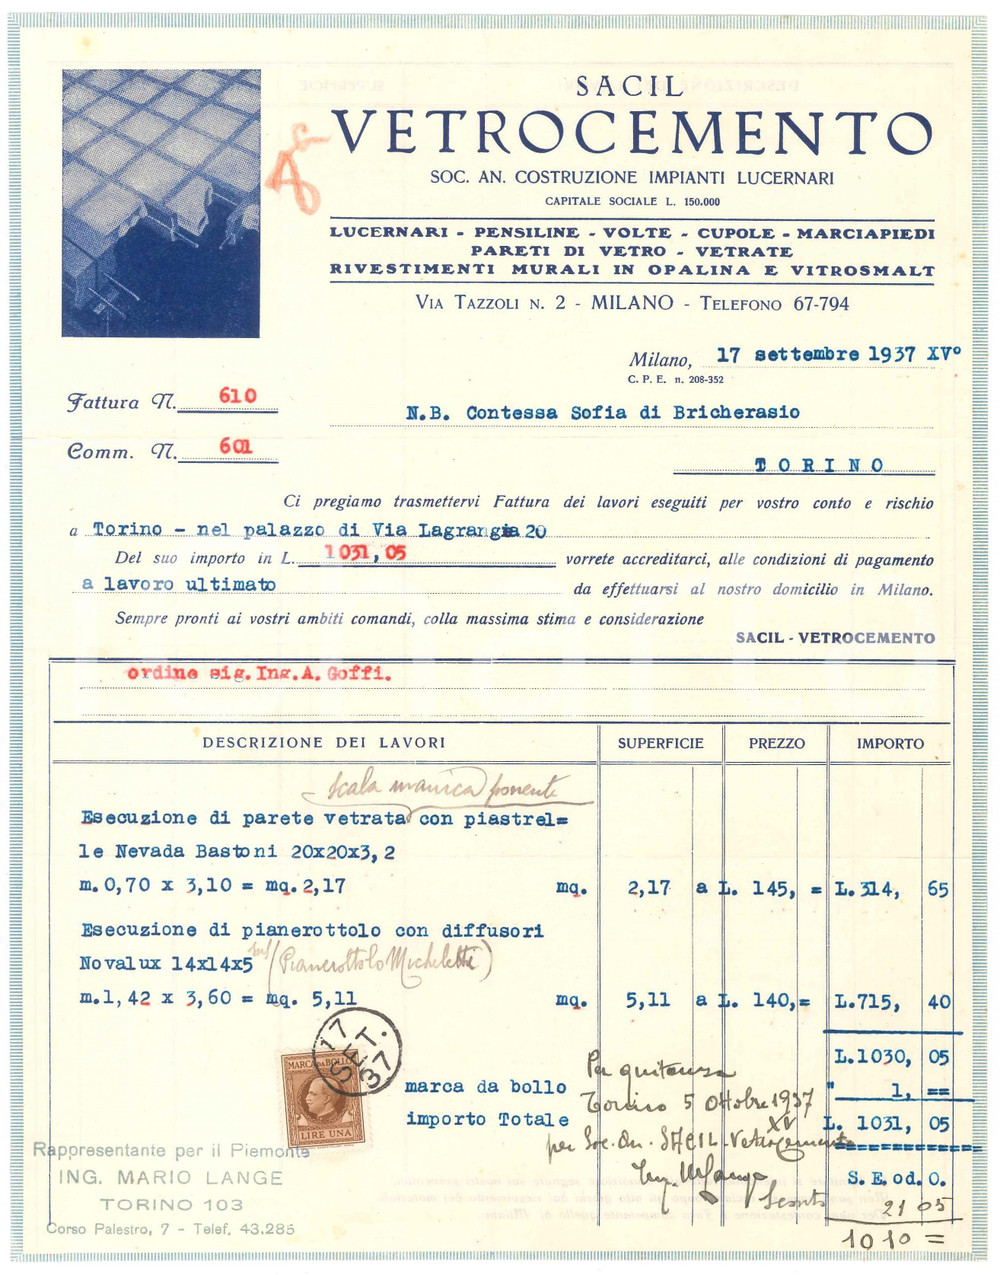 SACIL
VETROCEMENTO
SOC. AN. COSTRUZIONE IMPIANTI LUCERNARI
CAPITALE SOCIALE L. 150.000
LUCERNARI - PENSILINE - VOLTE - CUPOLE - MARCIAPIEDI
PARETI DI VETRO - VETRATE
RIVESTIMENTI MURALI IN OPALINA E VITROSMALT
VIA TAZZOLI N. 2 - MILANO - TELEFONO 67-794
Milano, 17 settembre 1937 XV°
C. P. E. n. 208-352
Fattura N. 610
N.B. Contessa Sofia di Bricherasio
Comm. N. 601
TORINO
Ci pregiamo trasmettervi Fattura dei lavori eseguiti per vostro conto e rischio
a Torino - nel palazzo di Via Lagrangia 20
Del suo importo in L. 1031,05 vorrete accreditarci, alle condizioni di pagamento
a lavoro ultimato da effettuarsi al nostro domicilio in Milano.
Sempre pronti ai vostri ambiti comandi, colla massima stima e considerazione
SACIL - VETROCEMENTO
ordine sig. Ing. A. Goffi.
DESCRIZIONE DEI LAVORI SUPERFICIE PREZZO IMPORTO
scala manica ponente
Esecuzione di parete vetrata con piastrel=
le Nevada Bastoni 20x20x3,2
m.0,70 x 3,10 = mq. 2,17 mq. 2,17 a L. 145, = L.314, 65
Esecuzione di pianerottolo con diffusori
Novalux 14x14x5 (Pianerottolo Micheletti)
m.1,42 x 3,60 = mq. 5,11 mq. 5,11 a L. 140,= L.715, 40
17 SET. 37
L.1030, 05
MARCA DA BOLLO
LIRE UNA
marca da bollo " 1, ==
importo Totale L. 1031, 05
Per quitanza
Torino 5 Ottobre 1937
XV
per Soc. An. SACIL-Vetrocemento
Ing. MLange
S.E.od.O.
Sconto 21 05
1010 =
Rappresentante per il Piemonte
ING. MARIO LANGE
TORINO 103
Corso Palestro, 7 - Telef. 43.285